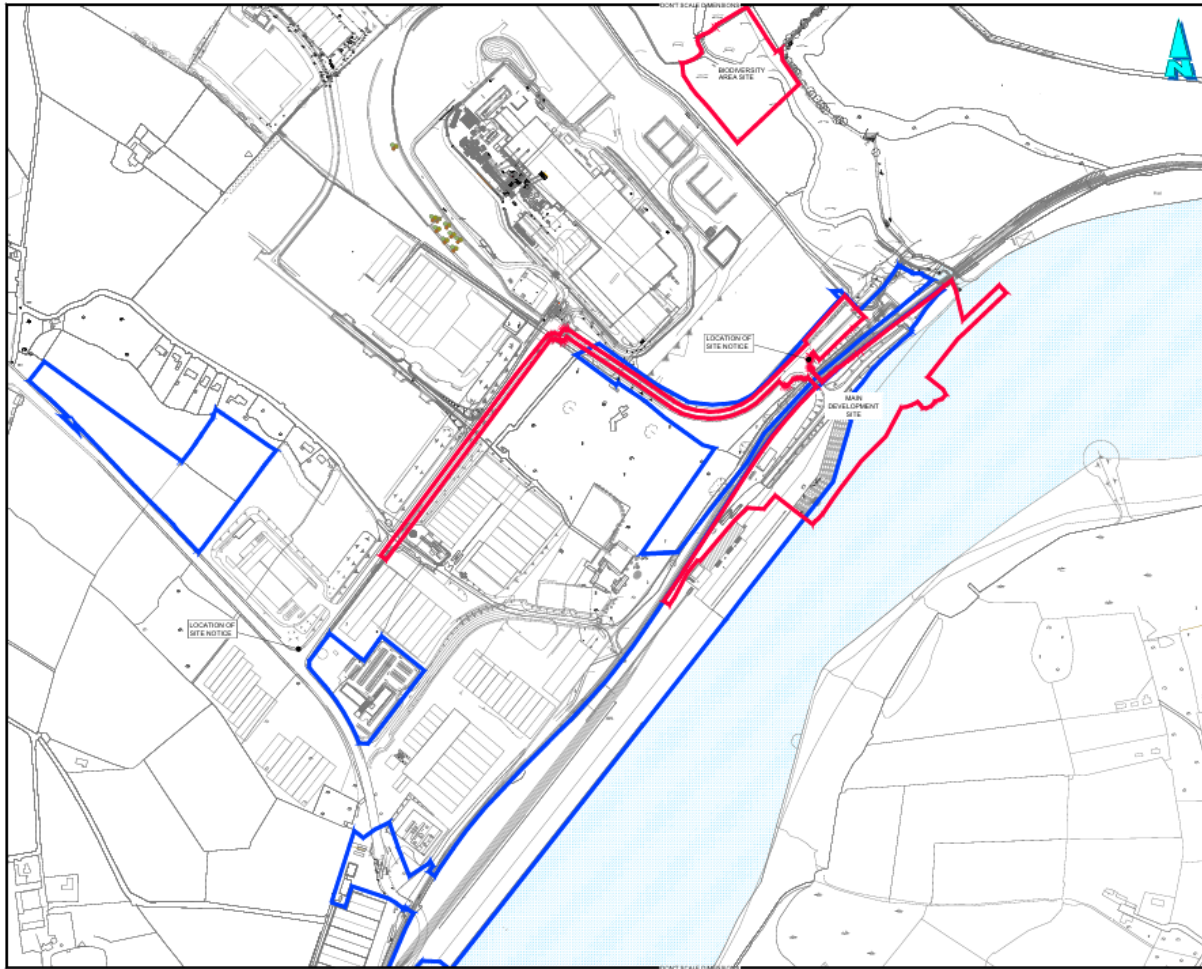 DON'T SCALE DIMENSIONS
BIODIVERSITY
AREA SITE
N
LOCATION OF
SITE NOTICE
MAIN
DEVELOPMENT
SITE
LOCATION OF
SITE NOTICE
DON'T SCALE DIMENSIONS